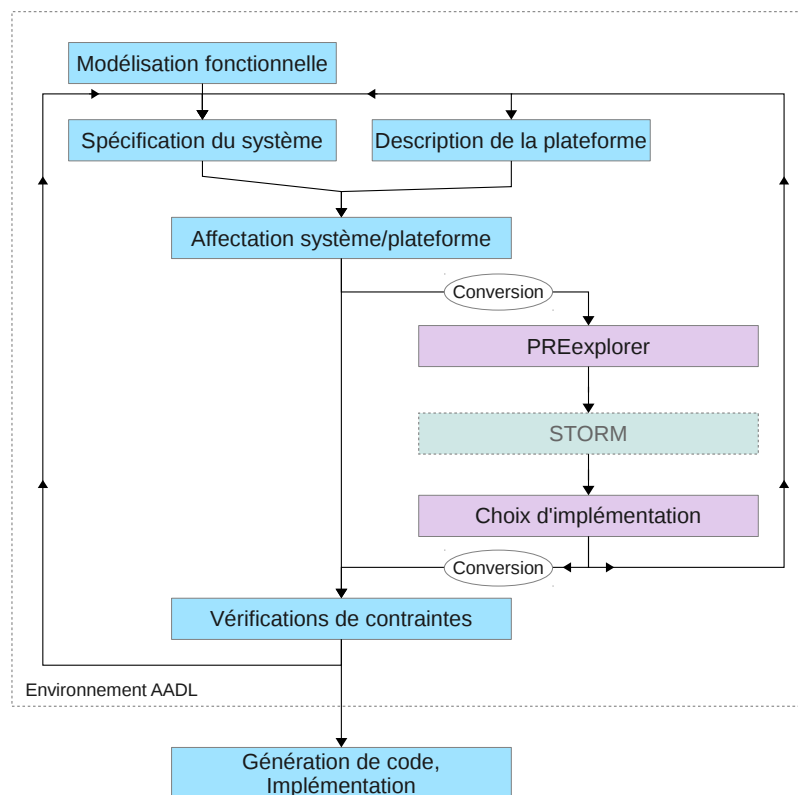 Modélisation fonctionnelle
Spécification du système
Description de la plateforme
Affectation système/plateforme
Conversion
PREexplorer
STORM
Choix d'implémentation
Conversion
Vérifications de contraintes
Environnement AADL
Génération de code,
Implémentation